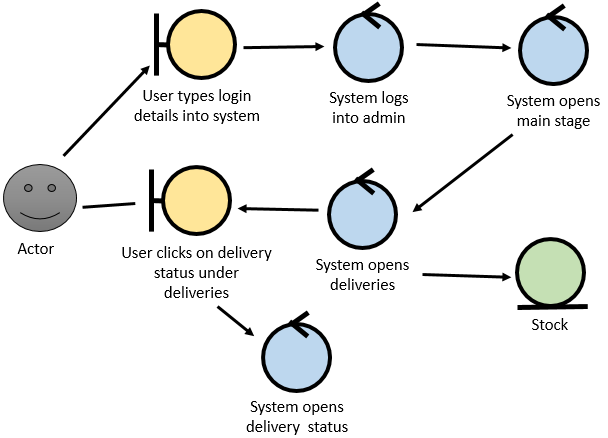 User types login
details into system
System logs
into admin
System opens
main stage
Actor
User clicks on delivery
status under
deliveries
System opens
deliveries
Stock
System opens
delivery status